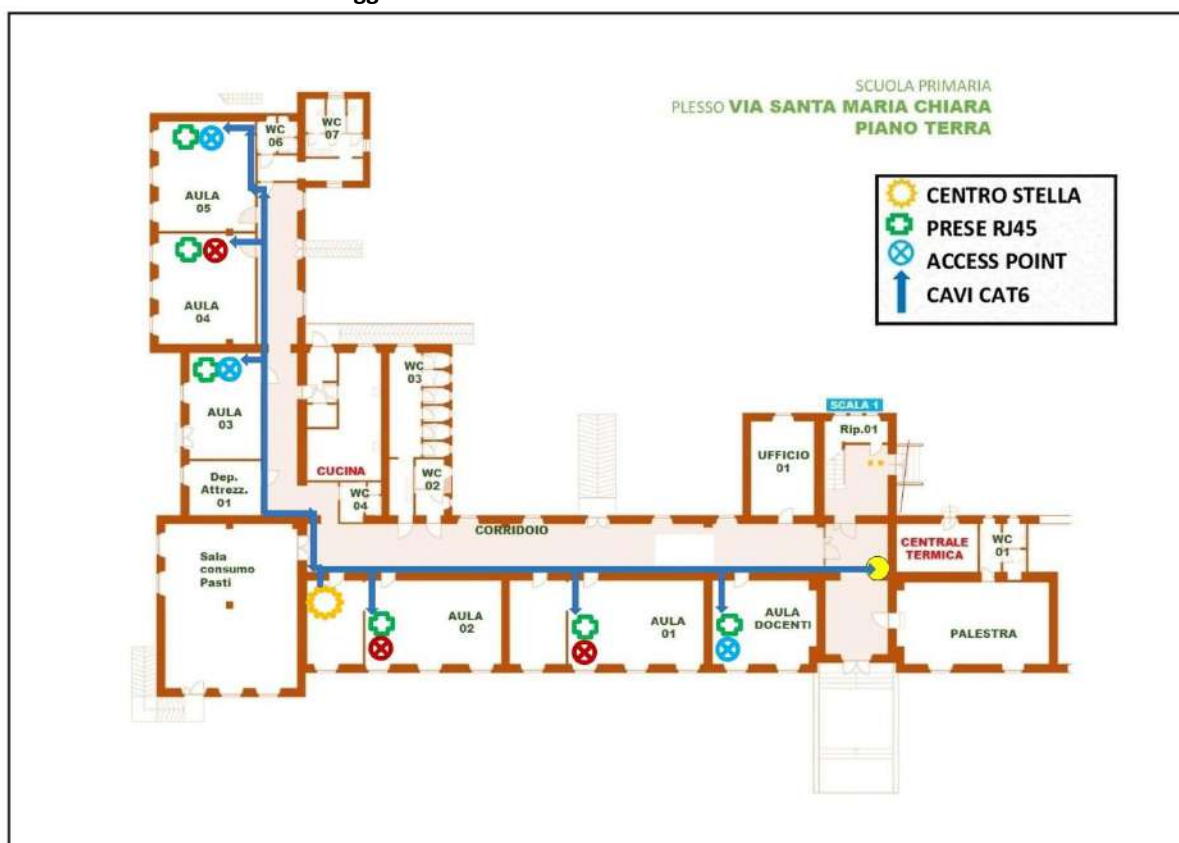 gg
SCUOLA PRIMARIA
PLESSO VIA SANTA MARIA CHIARA
PIANO TERRA
CENTRO STELLA
PRESE RJ45
ACCESS POINT
CAVI CAT6
WC
06
WC
07
AULA
05
AULA
04
AULA
03
Dep.
Attrezz.
01
CUCINA
WC
03
WC
02
WC
04
SCALA 1
Rip.01
UFFICIO
01
CORRIDOIO
CENTRALE
TERMICA
WC
01
Sala
consumo
Pasti
AULA
02
AULA
01
AULA
DOCENTI
PALESTRA